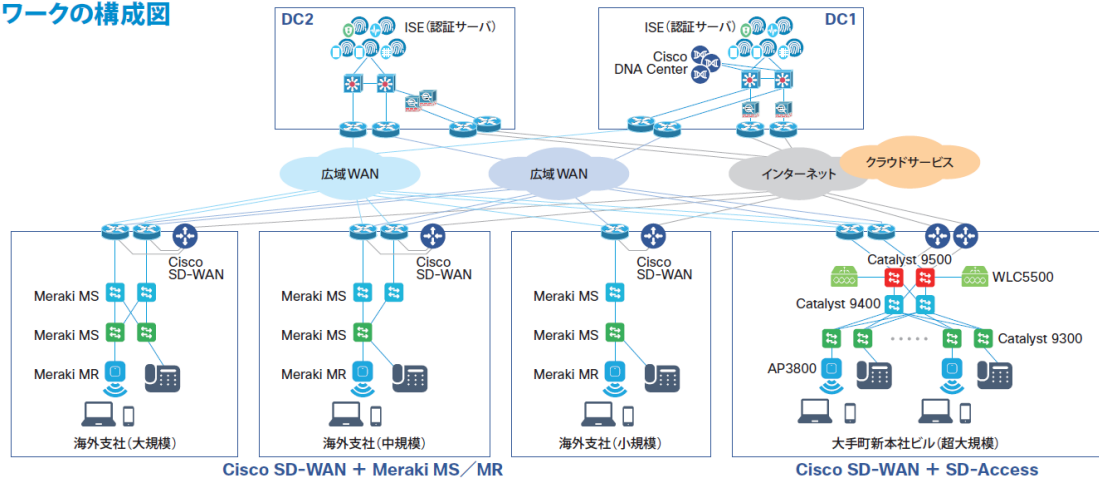 ワークの構成図
DC2
ISE(認証サーバ)
DC1
ISE(認証サーバ)
Cisco
DNA Center
広域WAN
広域WAN
インターネット
クラウドサービス
Cisco
SD-WAN
Meraki MS
Meraki MS
Meraki MR
海外支社(大規模)
Cisco
SD-WAN
Meraki MS
Meraki MS
Meraki MR
海外支社(中規模)
Cisco
SD-WAN
Meraki MS
Meraki MS
Meraki MR
海外支社(小規模)
Catalyst 9500
WLC5500
Catalyst 9400
Catalyst 9300
AP3800
大手町新本社ビル(超大規模)
Cisco SD-WAN + Meraki MS/MR
Cisco SD-WAN + SD-Access